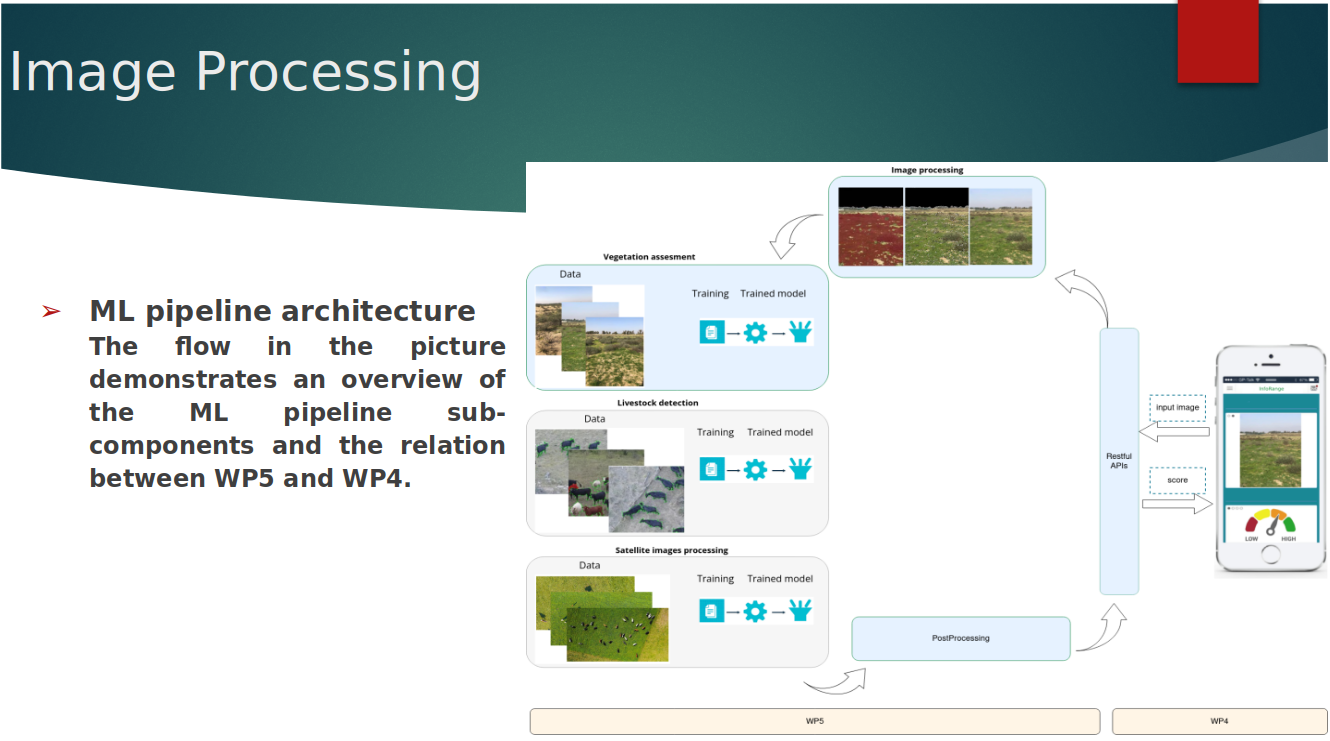 Image Processing
➢ ML pipeline architecture
The flow in the picture
demonstrates an overview of
the ML pipeline sub-
components and the relation
between WP5 and WP4.
Image processing
Vegetation assesment
Data
Training Trained model
Livestock detection
Data
Training Trained model
Satellite images processing
Data
Training Trained model
PostProcessing
Restful
APIs
input image
score
InfoRange
LOW HIGH
WP5
WP4